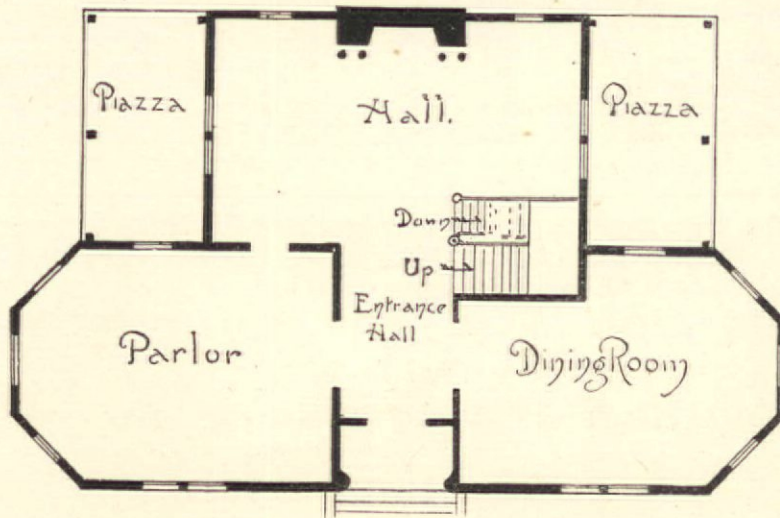 Piazza
Hall.
Piazza
Down
Up
Entrance
Hall
Parlor
Dining Room